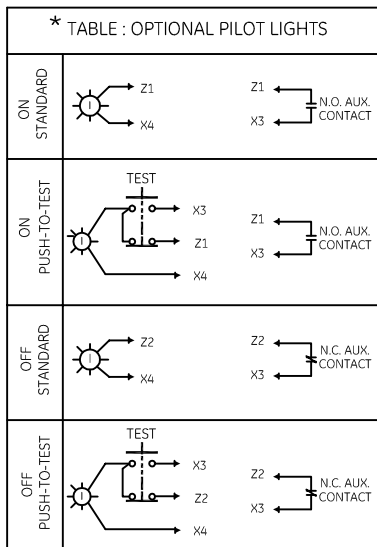 * TABLE : OPTIONAL PILOT LIGHTS
ON
STANDARD
Z1
X4
Z1
X3
N.O. AUX.
CONTACT
ON
PUSH-TO-TEST
TEST
X3
Z1
X4
Z1
X3
N.O. AUX.
CONTACT
OFF
STANDARD
Z2
X4
Z2
X3
N.C. AUX.
CONTACT
OFF
PUSH-TO-TEST
TEST
X3
Z2
X4
Z2
X3
N.C. AUX.
CONTACT